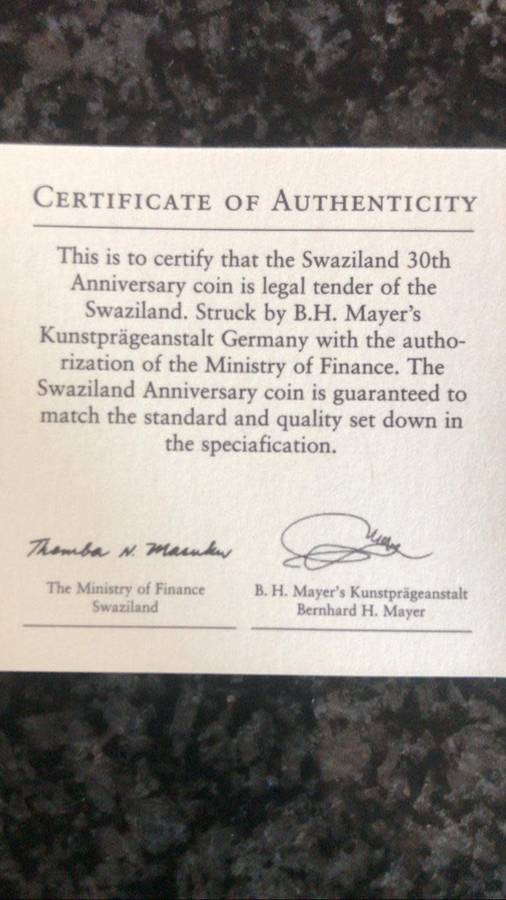 CERTIFICATE OF AUTHENTICITY
This is to certify that the Swaziland 30th
Anniversary coin is legal tender of the
Swaziland. Struck by B.H. Mayer's
Kunstprägeanstalt Germany with the autho-
rization of the Ministry of Finance. The
Swaziland Anniversary coin is guaranteed to
match the standard and quality set down in
the speciafication.
Themba N. Masuku
The Ministry of Finance
Swaziland
B. H. Mayer's Kunstprägeanstalt
Bernhard H. Mayer